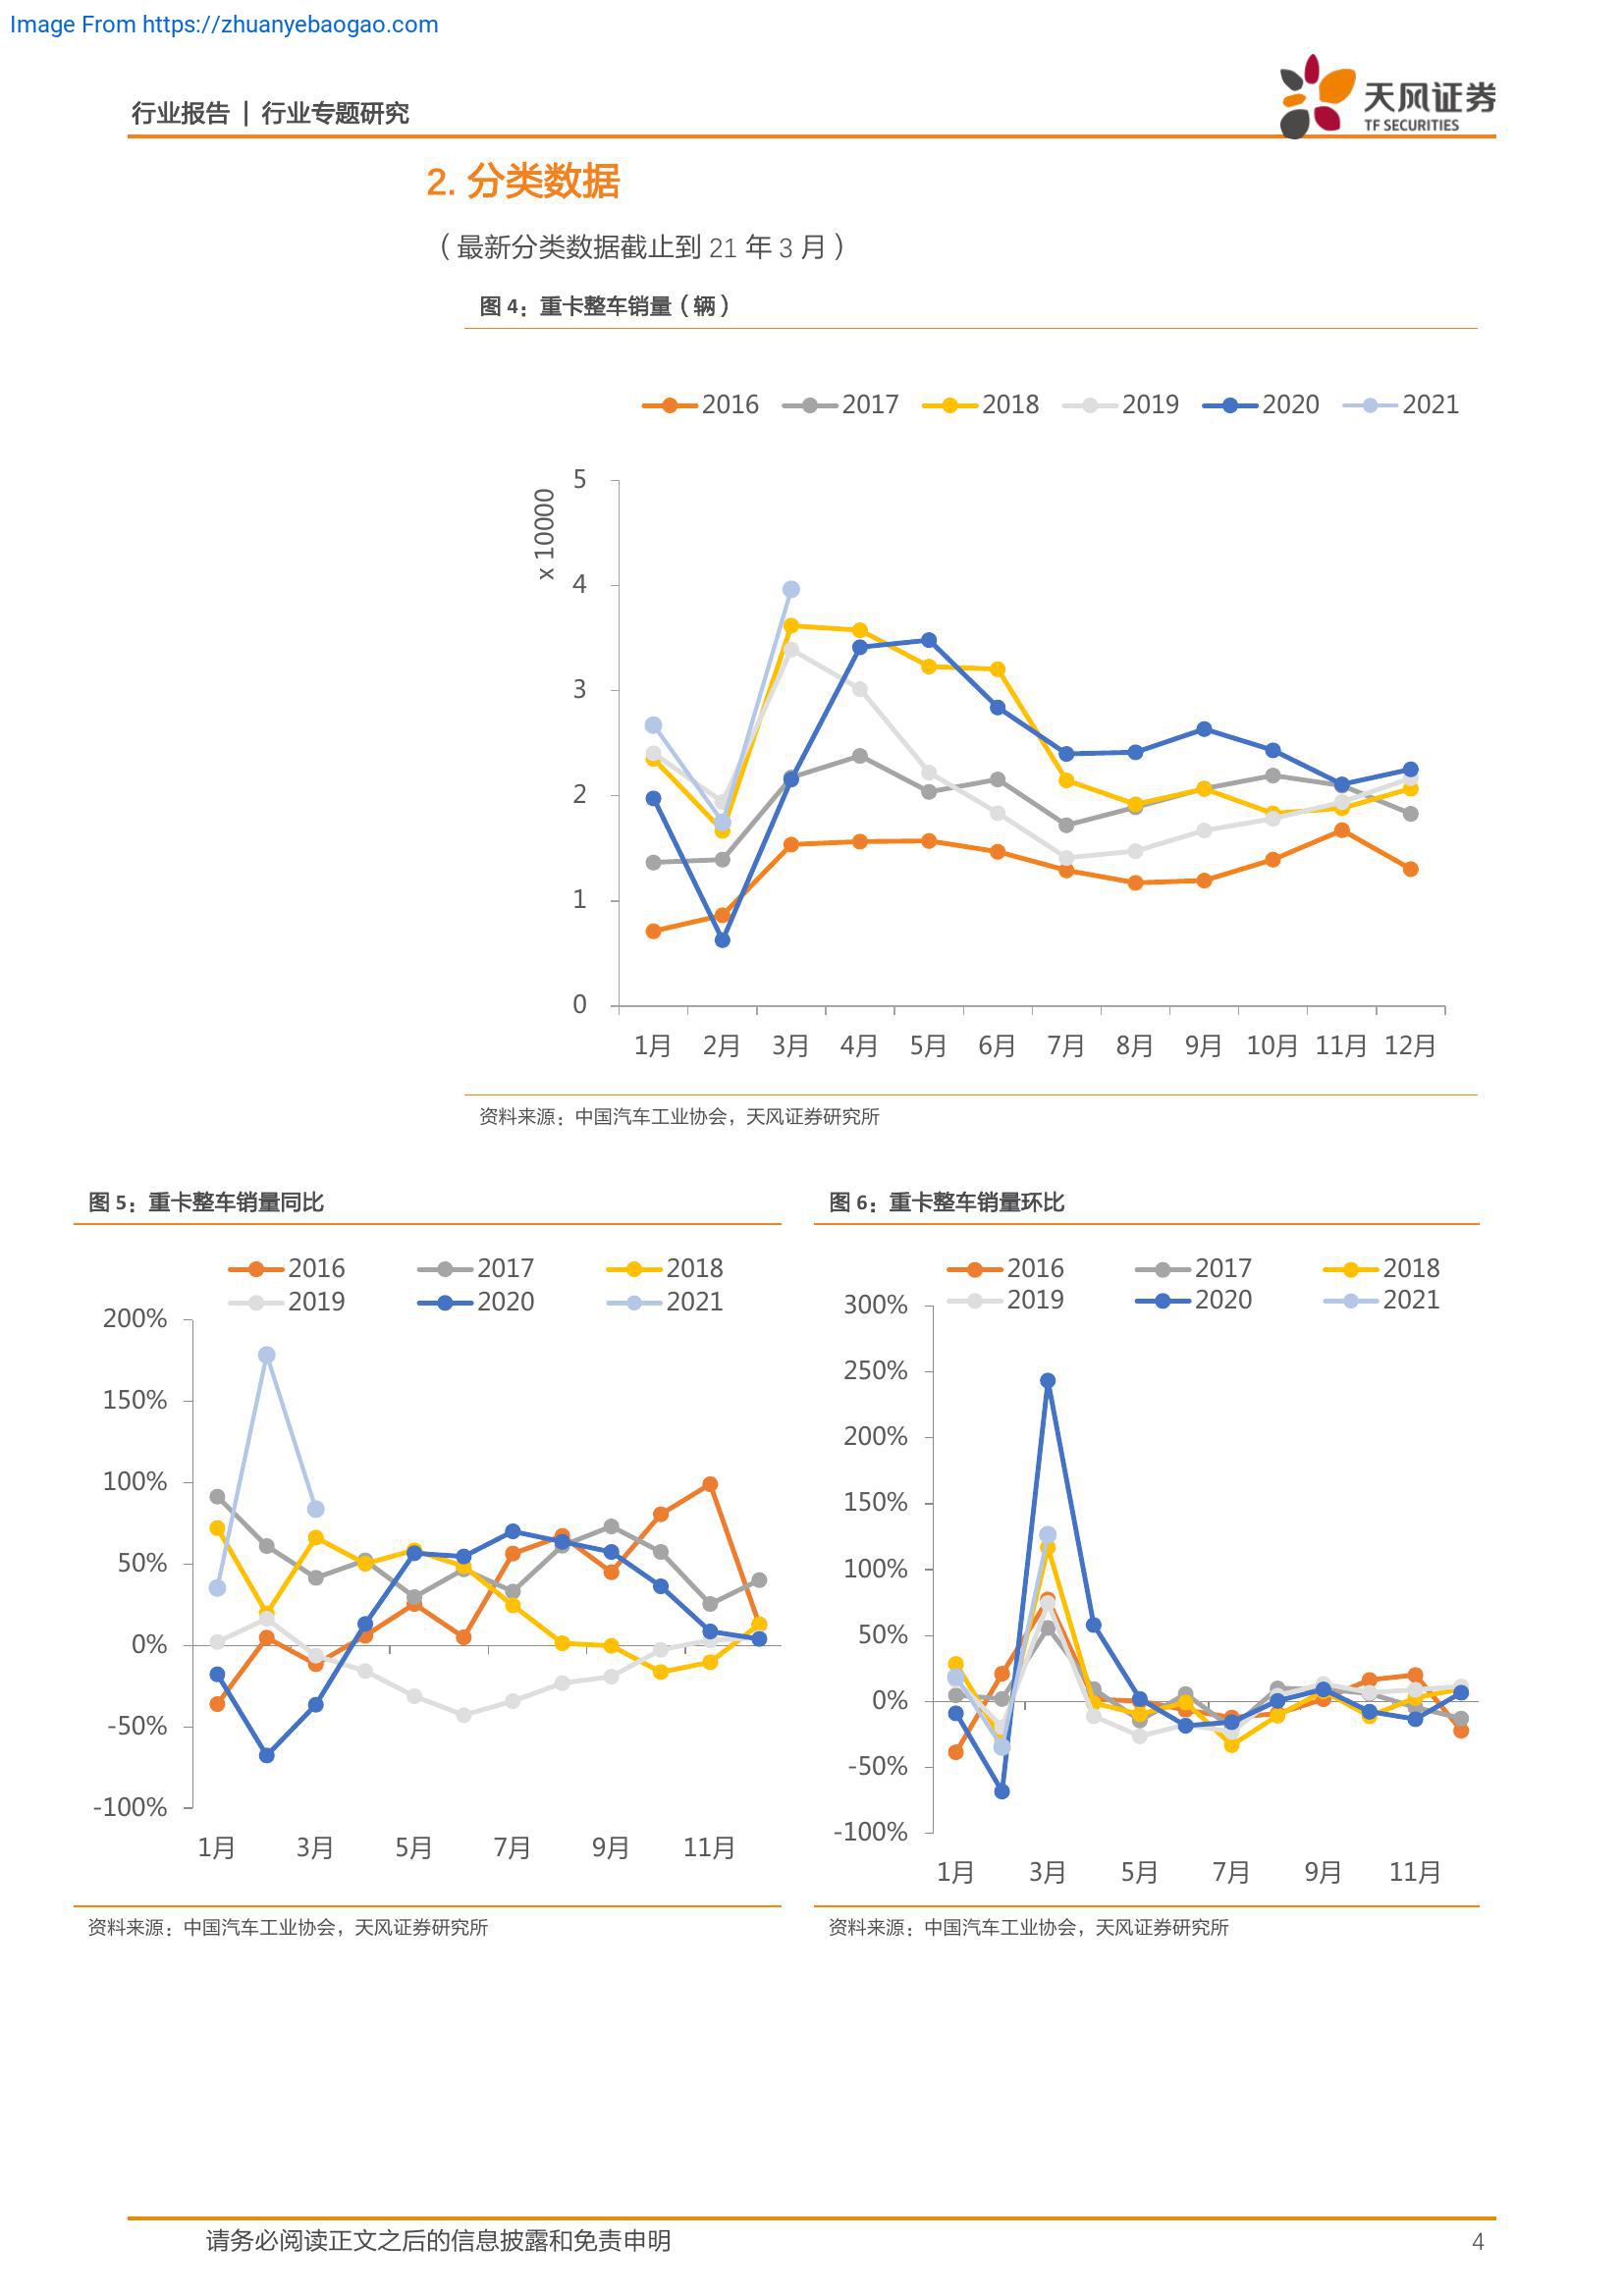 Image From https://zhuanyebaogao.com
行业报告 | 行业专题研究
天风证券
TF SECURITIES
2. 分类数据
（最新分类数据截止到 21 年 3 月）
图 4：重卡整车销量（辆）
2016 2017 2018 2019 2020 2021
x 10000
5
4
3
2
1
0
1月 2月 3月 4月 5月 6月 7月 8月 9月 10月 11月 12月
资料来源：中国汽车工业协会，天风证券研究所
图 5：重卡整车销量同比
2016 2017 2018
2019 2020 2021
200%
150%
100%
50%
0%
-50%
-100%
1月 3月 5月 7月 9月 11月
资料来源：中国汽车工业协会，天风证券研究所
图 6：重卡整车销量环比
2016 2017 2018
2019 2020 2021
300%
250%
200%
150%
100%
50%
0%
-50%
-100%
1月 3月 5月 7月 9月 11月
资料来源：中国汽车工业协会，天风证券研究所
请务必阅读正文之后的信息披露和免责申明 4